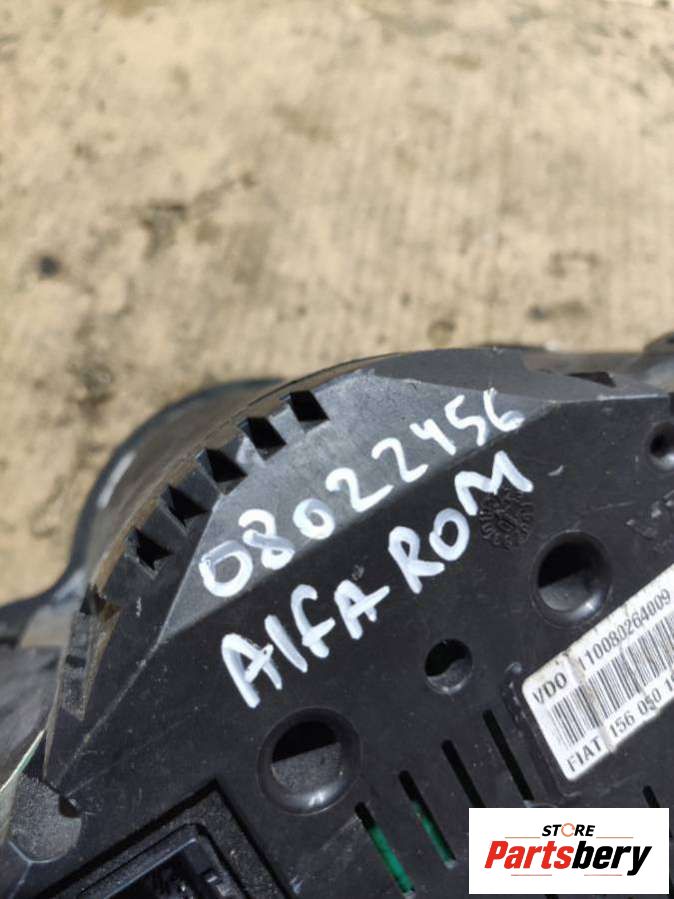 08022456
AlfA ROM
VDO 110080264009
FIAT 156 050
STORE
Partsbery